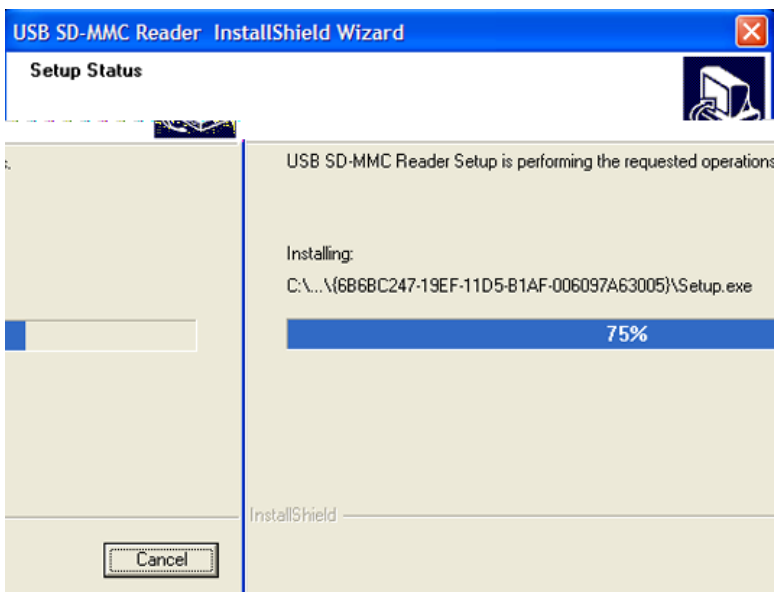 USB SD-MMC Reader InstallShield Wizard
Setup Status
s.
USB SD-MMC Reader Setup is performing the requested operations
Installing:
C:\...\{6B6BC247-19EF-11D5-B1AF-006097A63005}\Setup.exe
75%
InstallShield
Cancel